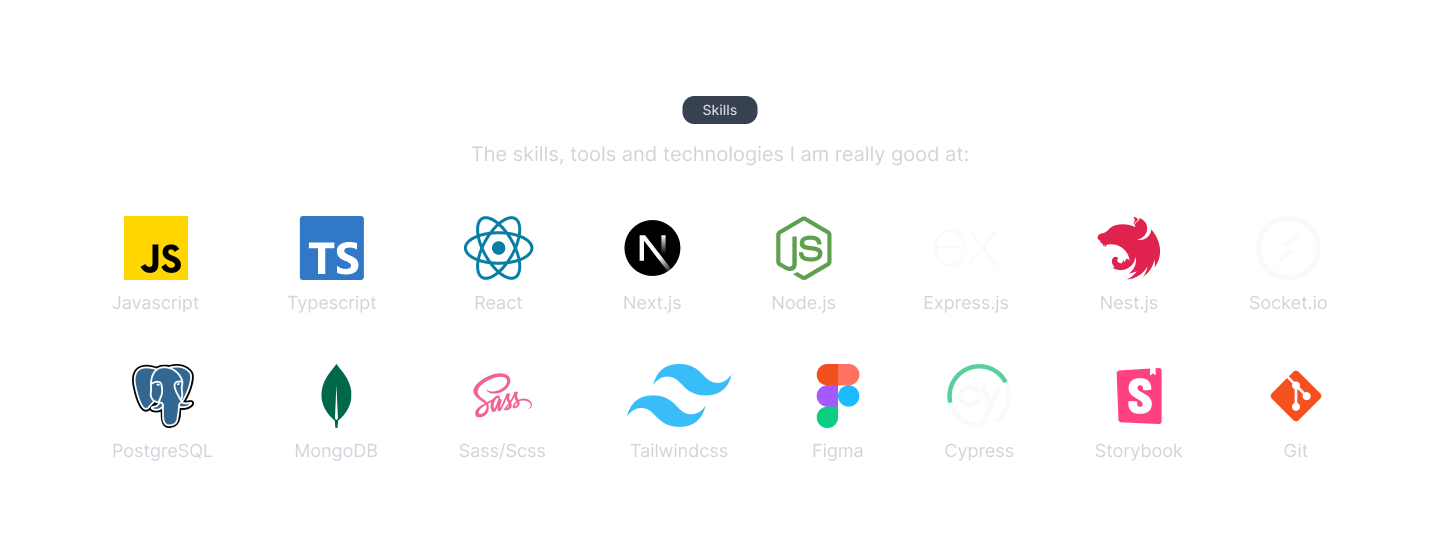 Skills
The skills, tools and technologies I am really good at:
JS TS N JS ex
Javascript Typescript React Next.js Node.js Express.js Nest.js Socket.io
Sass cy S
PostgreSQL MongoDB Sass/Scss Tailwindcss Figma Cypress Storybook Git